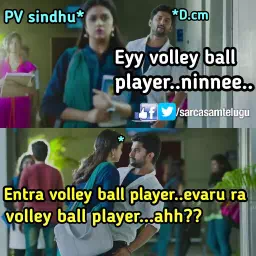 PV sindhu*
*D.cm
Eyy volley ball
player..ninnee..
/sarcasamtelugu
*
Entra volley ball player..evaru ra
volley ball player...ahh??